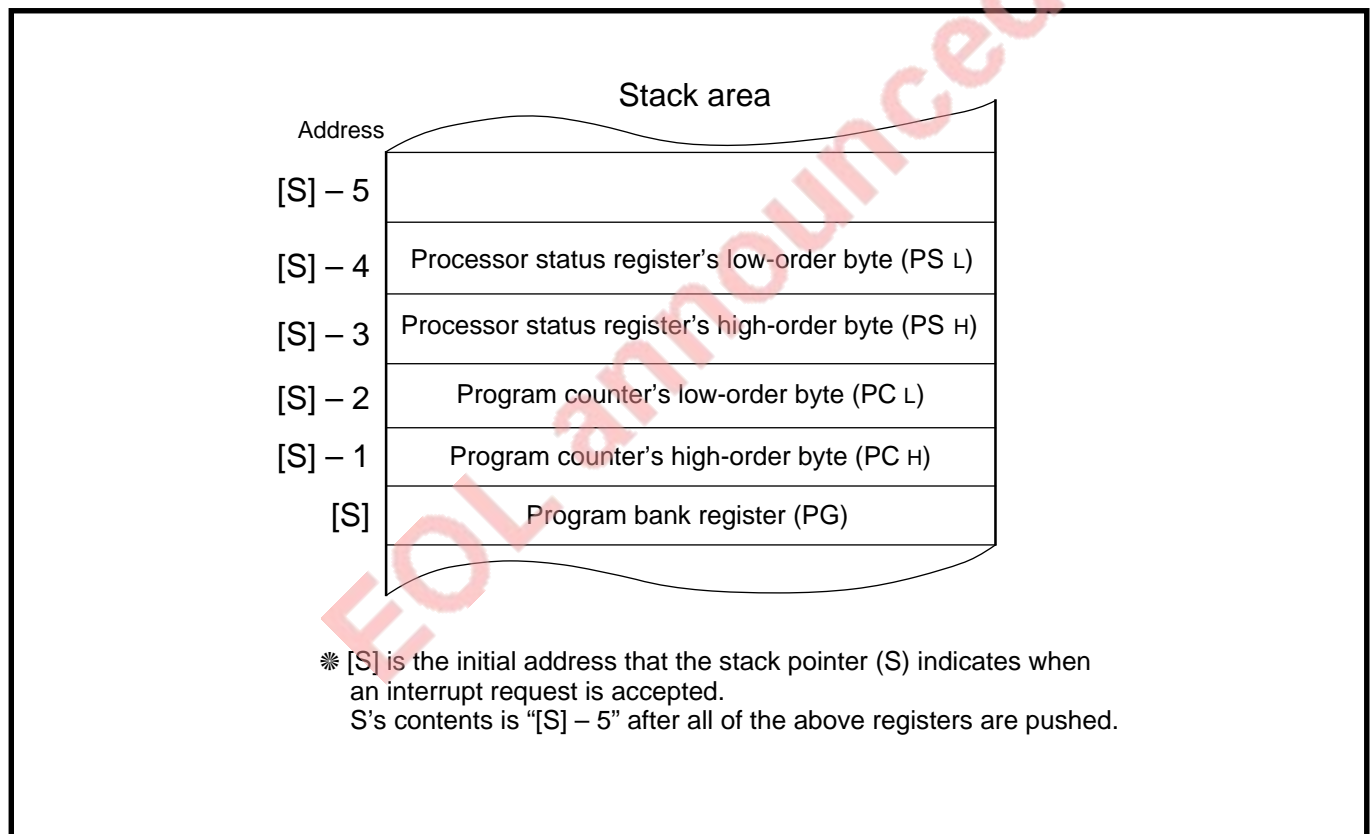 Stack area
Address
[S] – 5
[S] – 4 Processor status register’s low-order byte (PS L)
[S] – 3 Processor status register’s high-order byte (PS H)
[S] – 2 Program counter’s low-order byte (PC L)
[S] – 1 Program counter’s high-order byte (PC H)
[S] Program bank register (PG)
❊ [S] is the initial address that the stack pointer (S) indicates when
an interrupt request is accepted.
S’s contents is “[S] – 5” after all of the above registers are pushed.
EOL announced